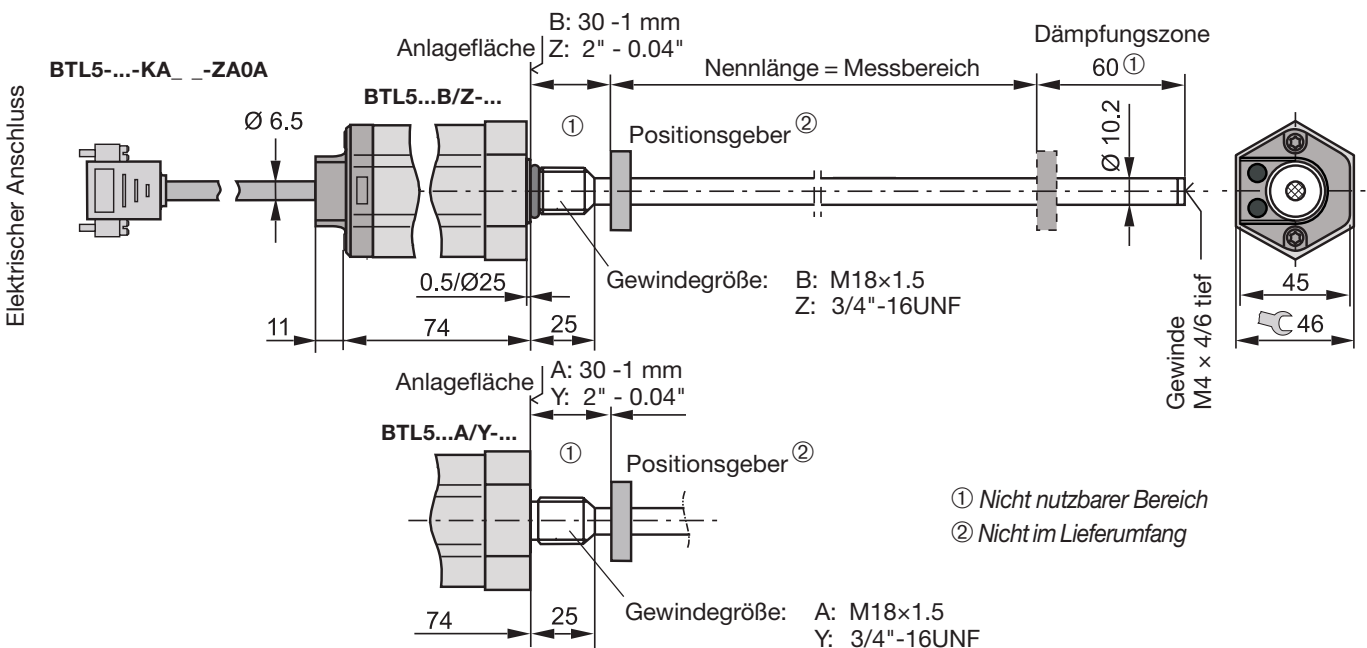 Elektrischer Anschluss
BTL5-...-KA_ _-ZA0A
Anlagefläche
B: 30 -1 mm
Z: 2" - 0.04"
Dämpfungszone
60 ①
Nennlänge = Messbereich
BTL5...B/Z-...
Ø 6.5
①
Positionsgeber ②
Ø 10.2
0.5/Ø25
Gewindegröße: B: M18×1.5
Z: 3/4"-16UNF
11
74
25
Gewinde
M4 × 4/6 tief
45
46
Anlagefläche
A: 30 -1 mm
Y: 2" - 0.04"
BTL5...A/Y-...
①
Positionsgeber ②
① Nicht nutzbarer Bereich
② Nicht im Lieferumfang
74
25
Gewindegröße: A: M18×1.5
Y: 3/4"-16UNF